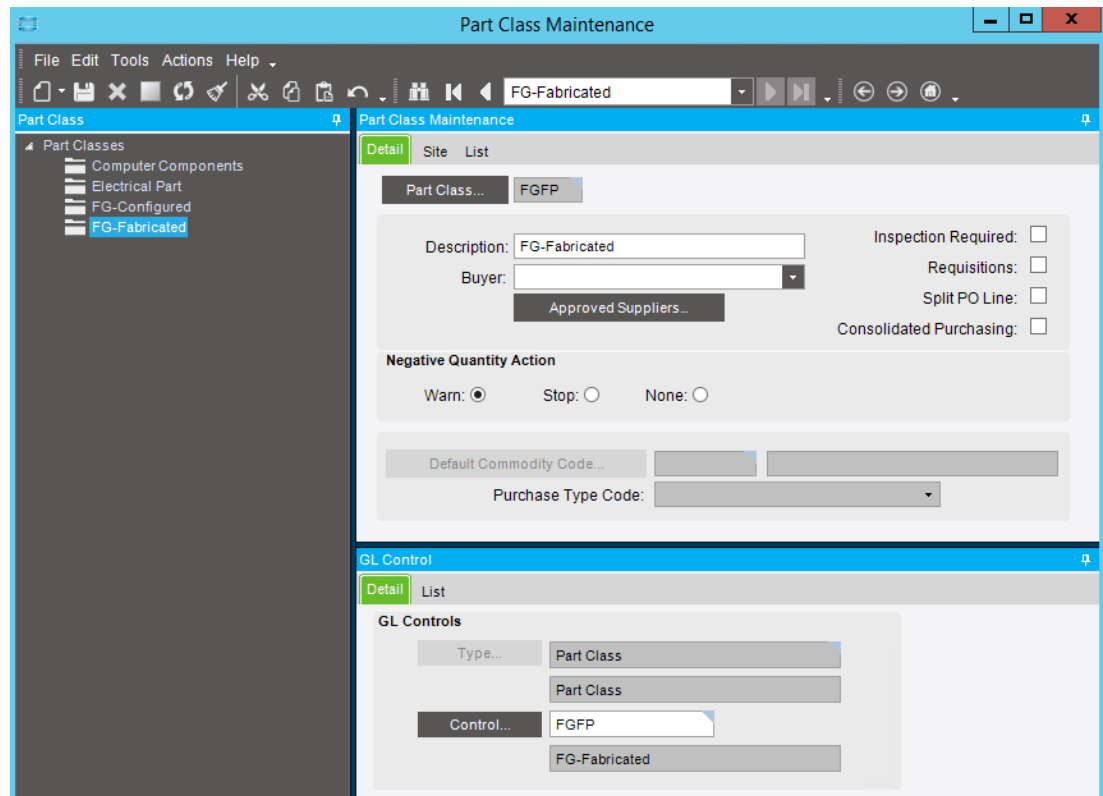 Part Class Maintenance
x
File Edit Tools Actions Help
FG-Fabricated
Part Class
Part Classes
Computer Components
Electrical Part
FG-Configured
FG-Fabricated
Part Class Maintenance
Detail Site List
Part Class... FGFP
Description: FG-Fabricated
Buyer:
Approved Suppliers...
Inspection Required:
Requisitions:
Split PO Line:
Consolidated Purchasing:
Negative Quantity Action
Warn: Stop: None:
Default Commodity Code...
Purchase Type Code:
GL Control
Detail List
GL Controls
Type... Part Class
Part Class
Control... FGFP
FG-Fabricated